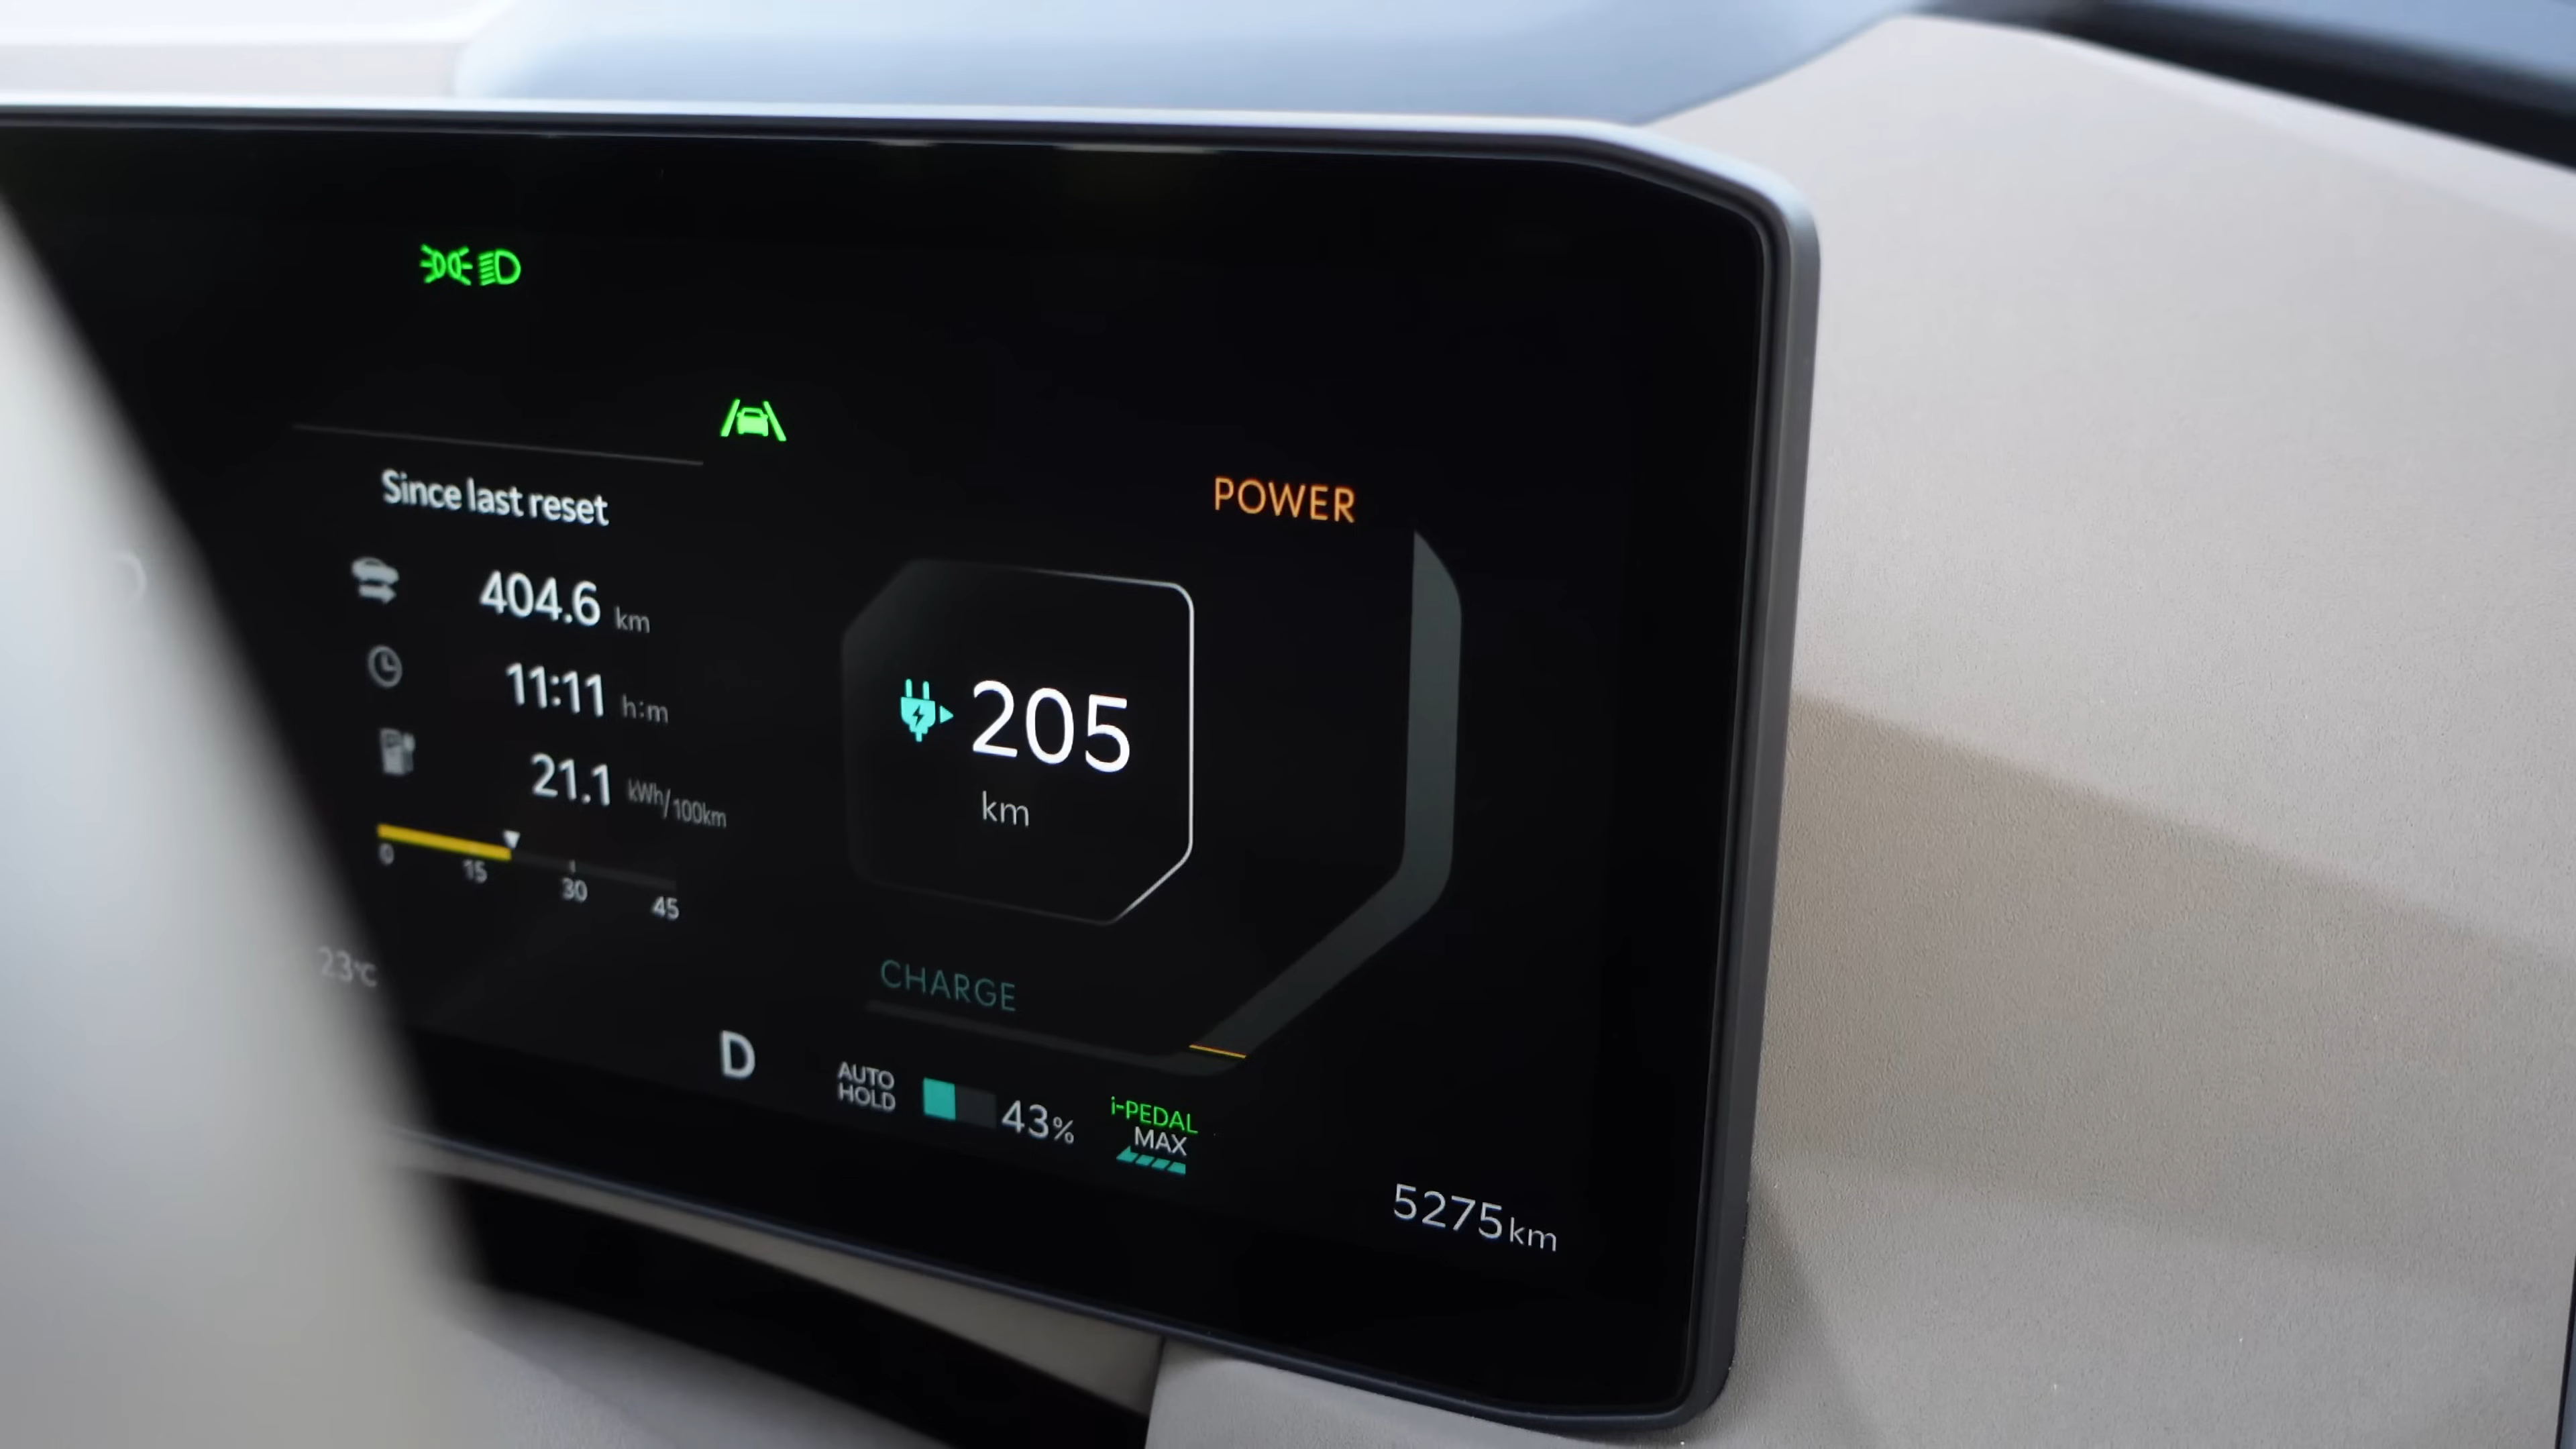 Since last reset
404.6 km
11:11 h:m
21.1 kWh/100km
0 15 30 45
23°C
POWER
205
km
CHARGE
D
AUTO
HOLD
43%
i-PEDAL
MAX
5275km